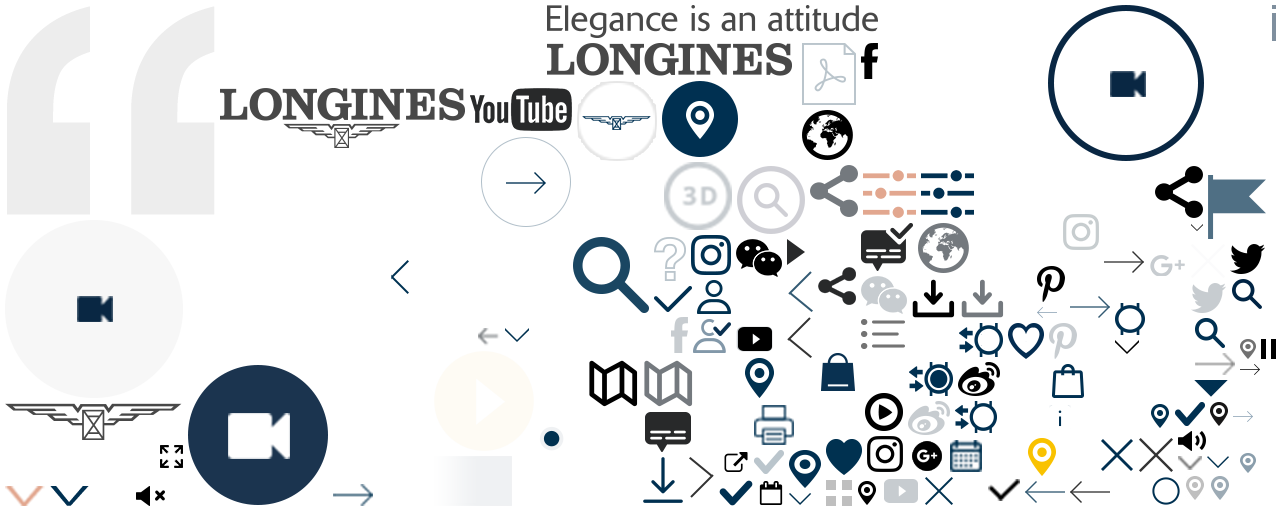 Elegance is an attitude
LONGINES
LONGINES
YouTube
3D
G+
G+
i